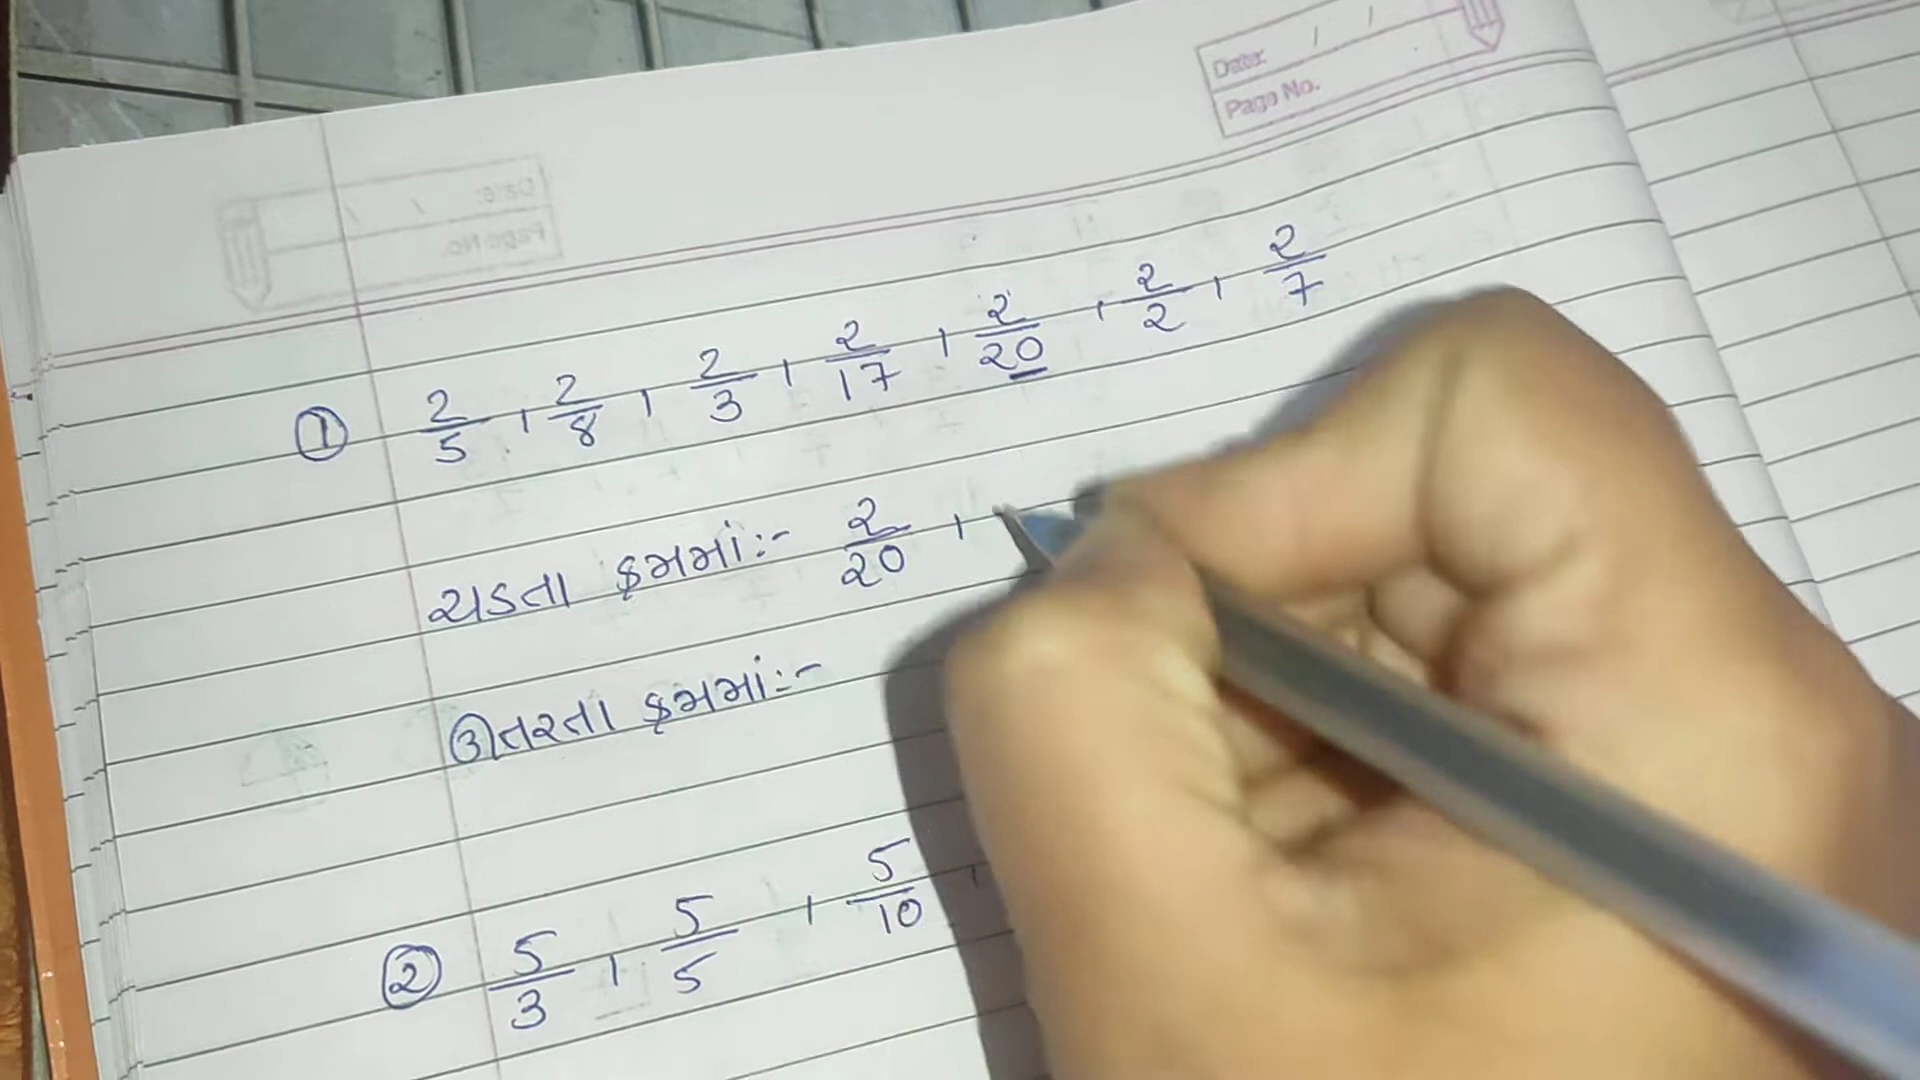 Date: / /
Page No.
① 2/5 , 2/8 , 2/3 , 2/17 , 2/20 , 2/2 , 2/7
ચડતા ક્રમમાં:- 2/20 ,
ઊતરતા ક્રમમાં:-
② 5/3 , 5/5 , 5/10 ,